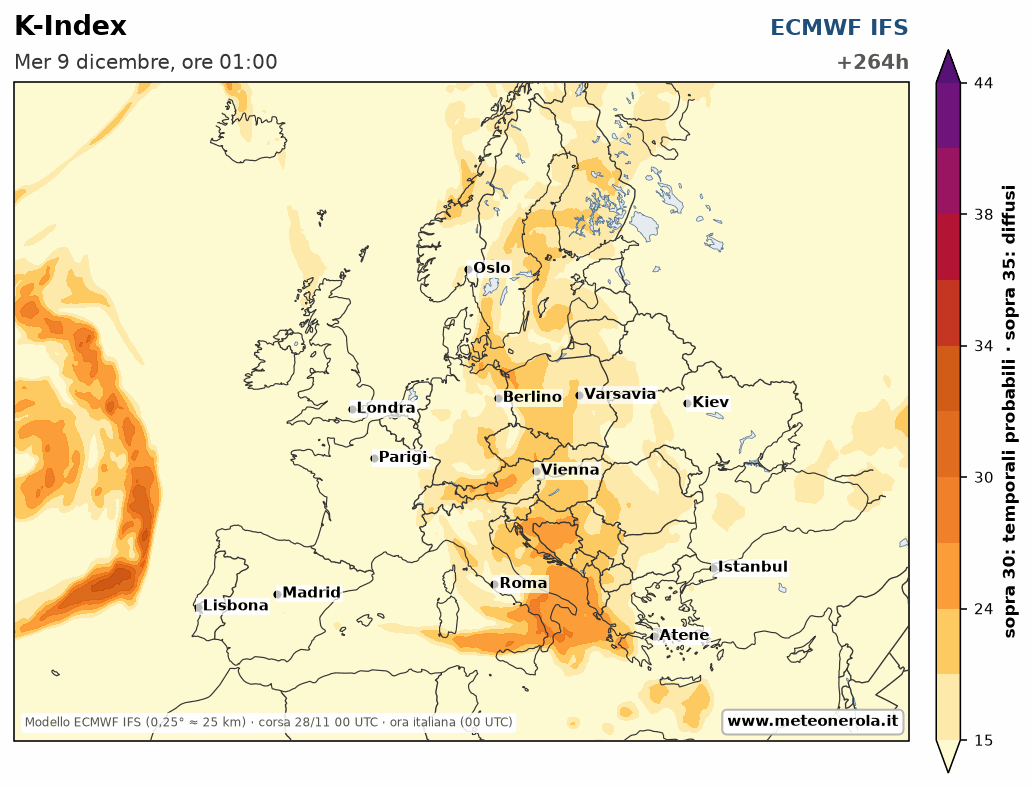 K-Index
ECMWF IFS
Mer 9 dicembre, ore 01:00
+264h
44
38
34
30
24
15
sopra 30: temporali probabili · sopra 35: diffusi
Oslo
Londra
Berlino
Varsavia
Kiev
Parigi
Vienna
Roma
Istanbul
Madrid
Lisbona
Atene
Modello ECMWF IFS (0,25° ≈ 25 km) · corsa 28/11 00 UTC · ora italiana (00 UTC)
www.meteonerola.it